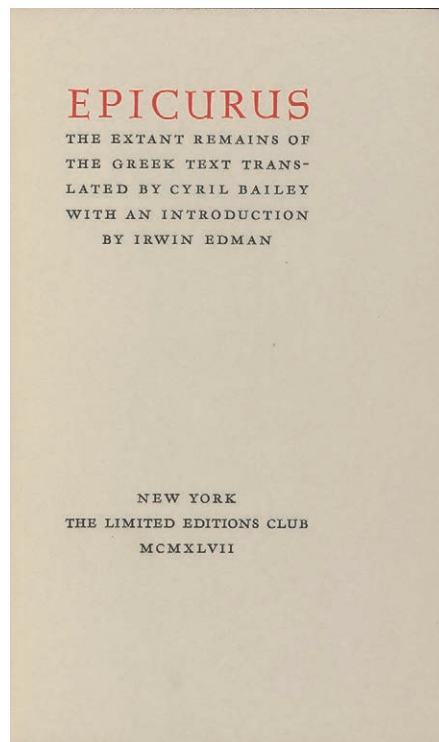 EPICURUS
THE EXTANT REMAINS OF
THE GREEK TEXT TRANS-
LATED BY CYRIL BAILEY
WITH AN INTRODUCTION
BY IRWIN EDMAN
NEW YORK
THE LIMITED EDITIONS CLUB
MCMXLVII